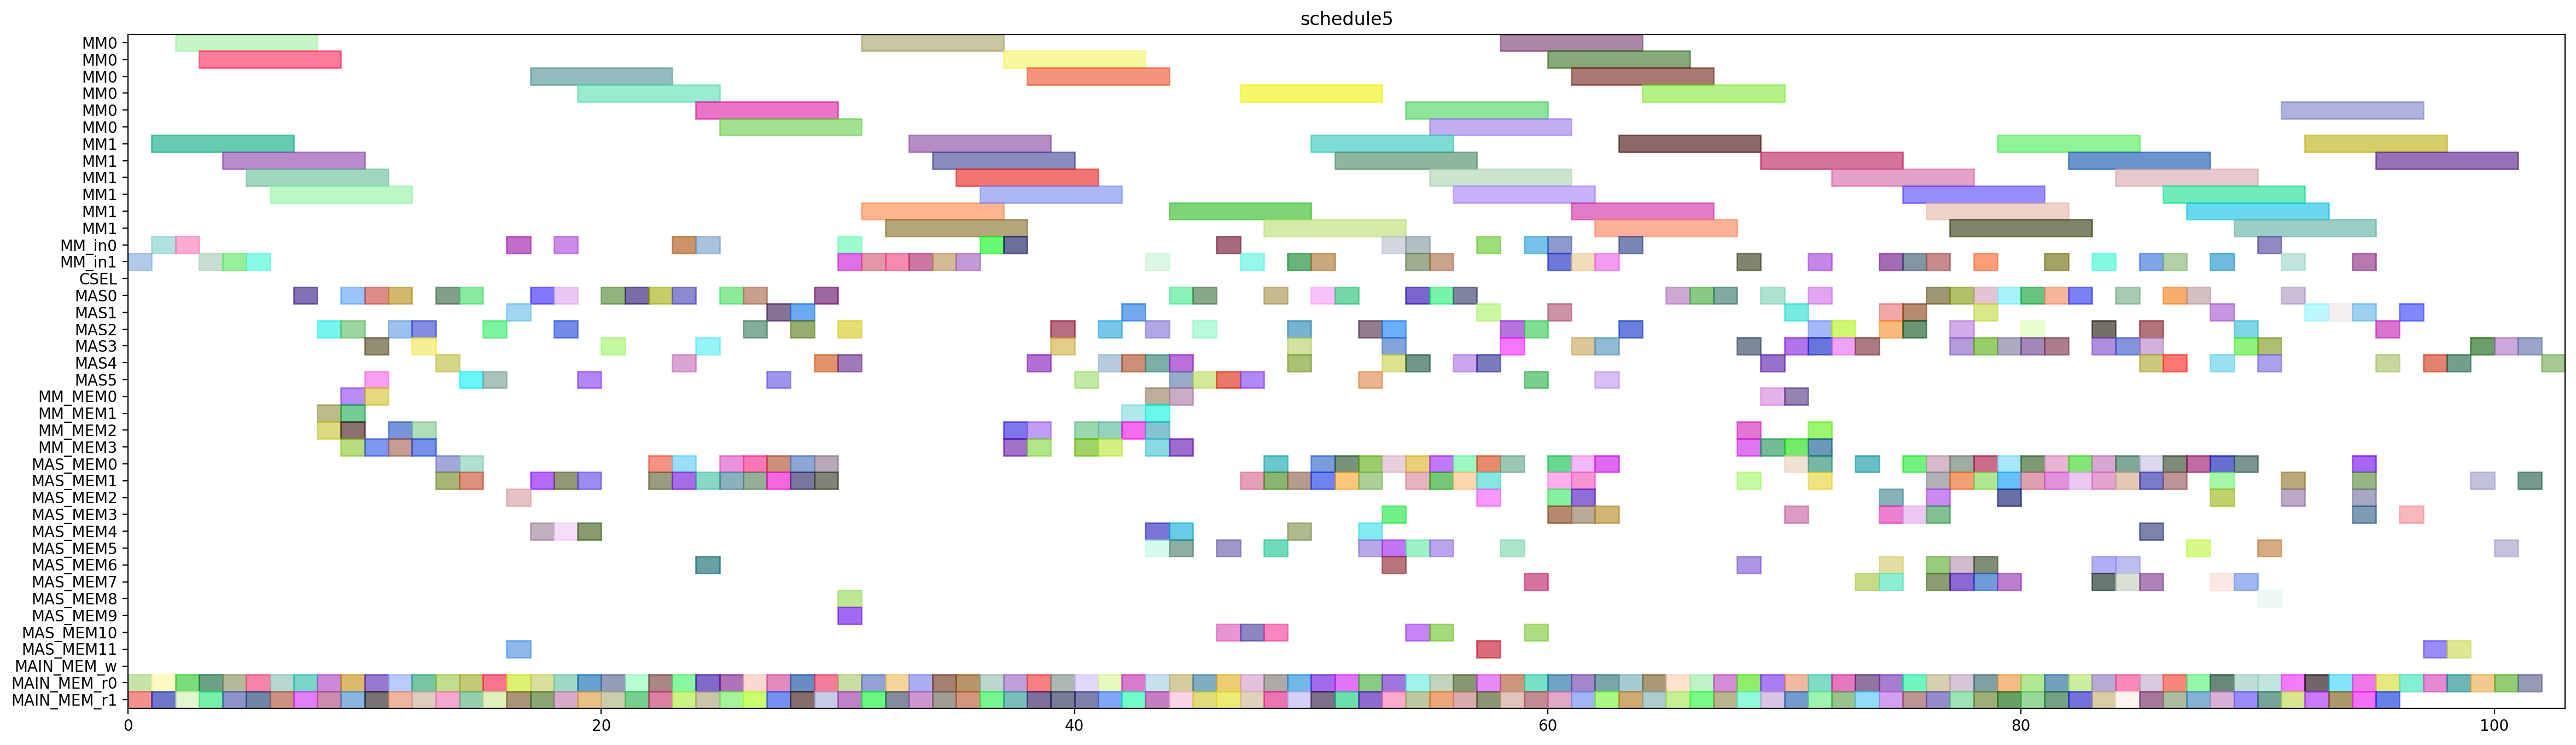 schedule5
MM0
MM0
MM0
MM0
MM0
MM0
MM1
MM1
MM1
MM1
MM1
MM1
MM_in0
MM_in1
CSEL
MAS0
MAS1
MAS2
MAS3
MAS4
MAS5
MM_MEM0
MM_MEM1
MM_MEM2
MM_MEM3
MAS_MEM0
MAS_MEM1
MAS_MEM2
MAS_MEM3
MAS_MEM4
MAS_MEM5
MAS_MEM6
MAS_MEM7
MAS_MEM8
MAS_MEM9
MAS_MEM10
MAS_MEM11
MAIN_MEM_w
MAIN_MEM_r0
MAIN_MEM_r1
0 20 40 60 80 100